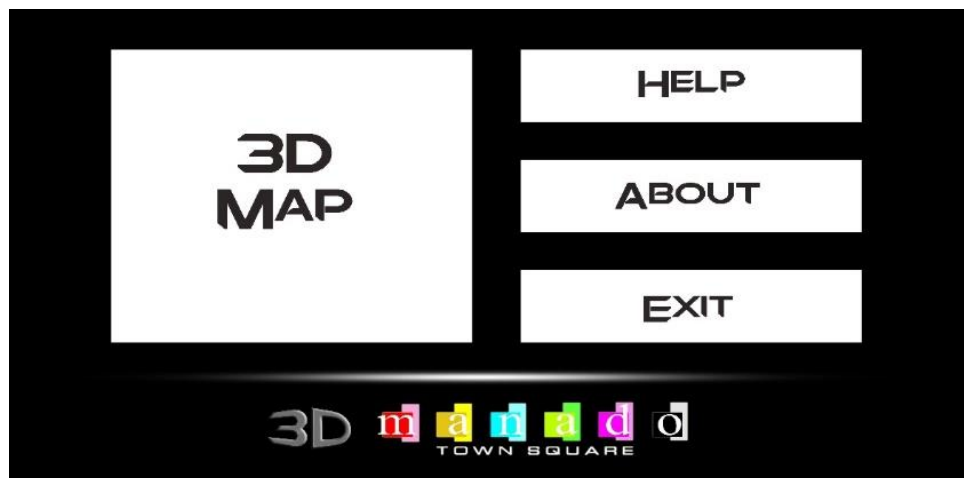 3D
MAP
HELP
ABOUT
EXIT
3D manado
TOWN SQUARE